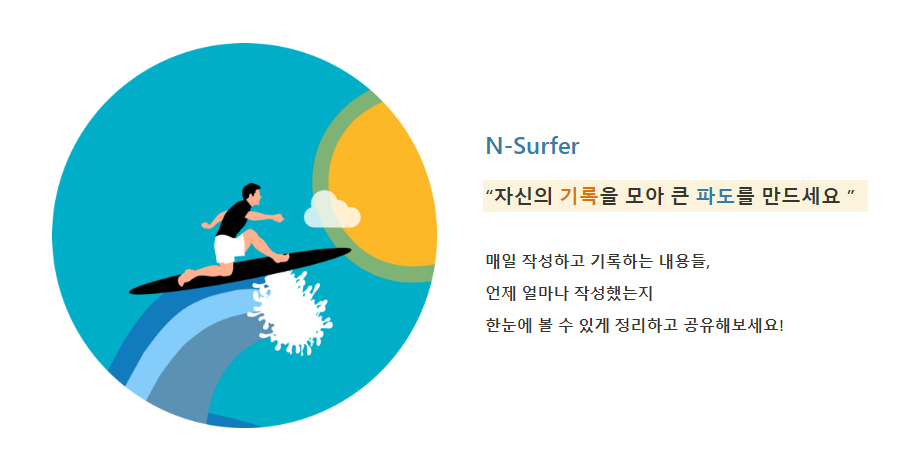 N-Surfer
“자신의 기록을 모아 큰 파도를 만드세요 ”
매일 작성하고 기록하는 내용들,
언제 얼마나 작성했는지
한눈에 볼 수 있게 정리하고 공유해보세요!